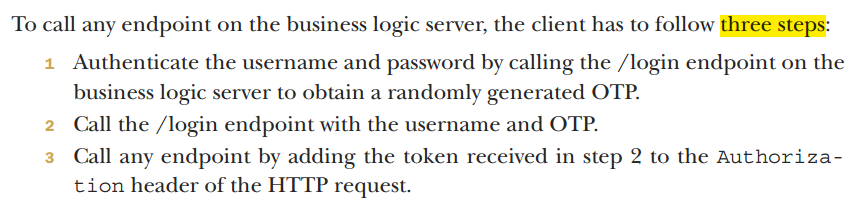 To call any endpoint on the business logic server, the client has to follow three steps:
1 Authenticate the username and password by calling the /login endpoint on the
business logic server to obtain a randomly generated OTP.
2 Call the /login endpoint with the username and OTP.
3 Call any endpoint by adding the token received in step 2 to the Authoriza-
tion header of the HTTP request.